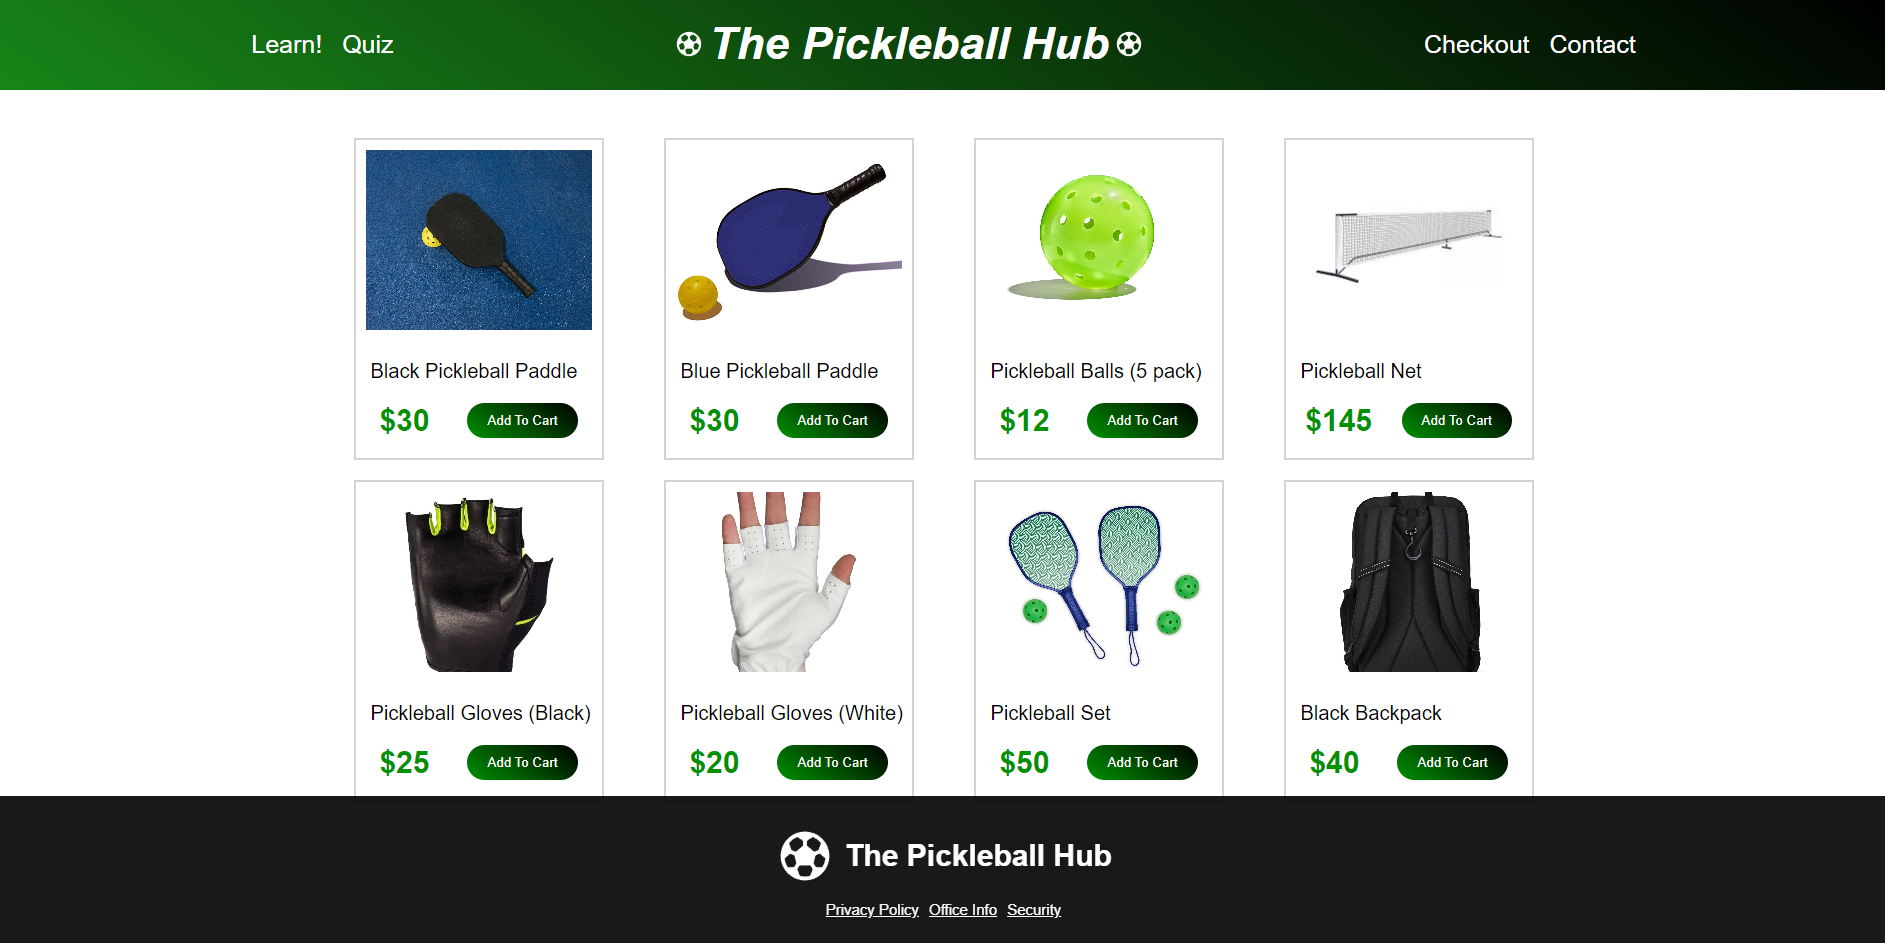 Learn! Quiz The Pickleball Hub Checkout Contact
Black Pickleball Paddle
$30 Add To Cart
Blue Pickleball Paddle
$30 Add To Cart
Pickleball Balls (5 pack)
$12 Add To Cart
Pickleball Net
$145 Add To Cart
Pickleball Gloves (Black)
$25 Add To Cart
Pickleball Gloves (White)
$20 Add To Cart
Pickleball Set
$50 Add To Cart
Black Backpack
$40 Add To Cart
The Pickleball Hub
Privacy Policy Office Info Security